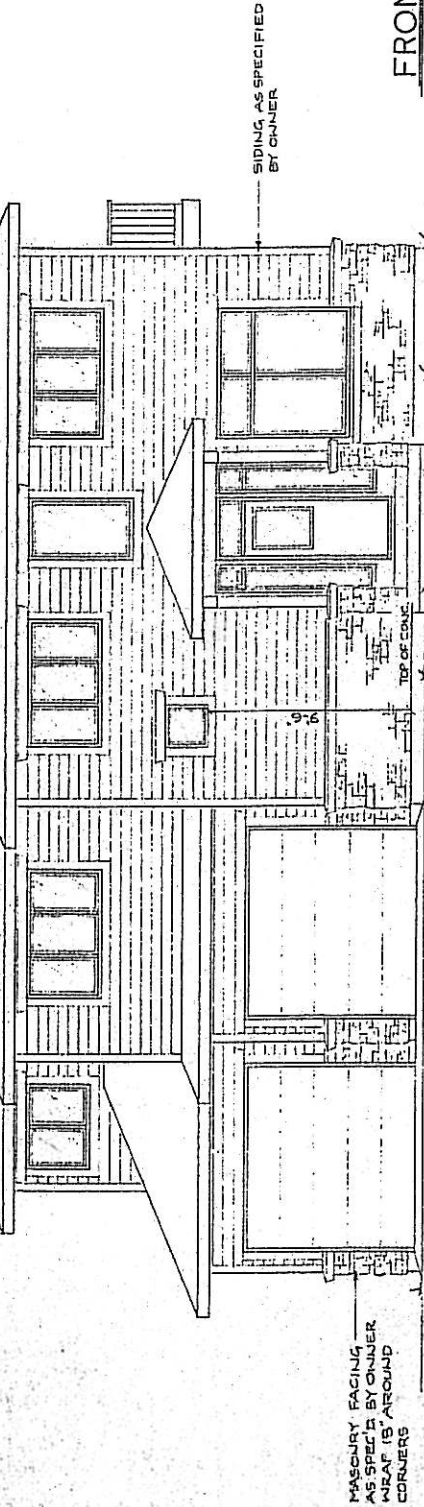 SIDING, AS SPECIFIED
BY OWNER
9'-6"
TOP OF CONC.
MASONRY FACING
AS SPEC'D BY OWNER
WRAP 18" AROUND
CORNERS
FRON